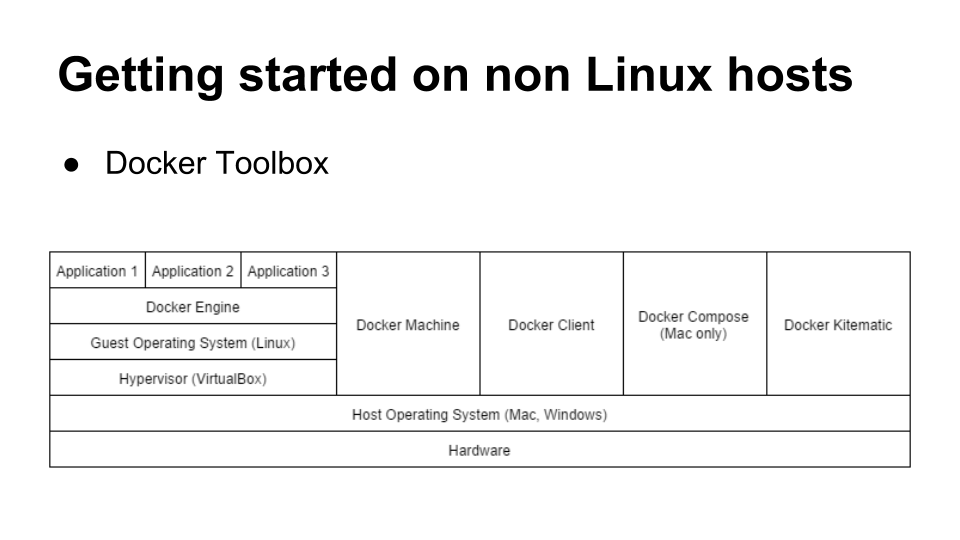 Getting started on non Linux hosts
● Docker Toolbox
Application 1
Application 2
Application 3
Docker Engine
Guest Operating System (Linux)
Hypervisor (VirtualBox)
Docker Machine
Docker Client
Docker Compose
(Mac only)
Docker Kitematic
Host Operating System (Mac, Windows)
Hardware